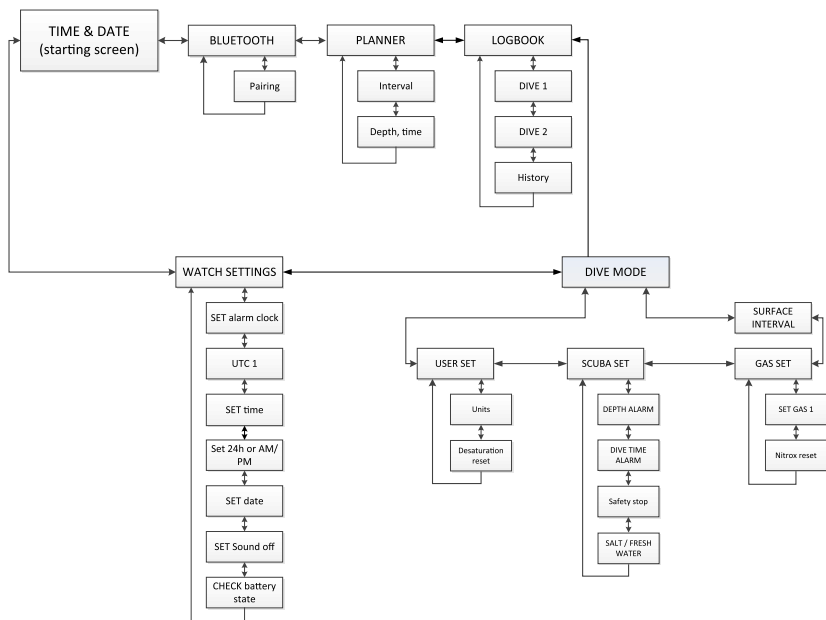 TIME & DATE
(starting screen)
BLUETOOTH
PLANNER
LOGBOOK
Pairing
Interval
DIVE 1
Depth, time
DIVE 2
History
WATCH SETTINGS
DIVE MODE
SET alarm clock
SURFACE
INTERVAL
UTC 1
USER SET
SCUBA SET
GAS SET
SET time
Units
DEPTH ALARM
SET GAS 1
Set 24h or AM/
PM
Desaturation
reset
DIVE TIME
ALARM
Nitrox reset
SET date
Safety stop
SET Sound off
SALT / FRESH
WATER
CHECK battery
state